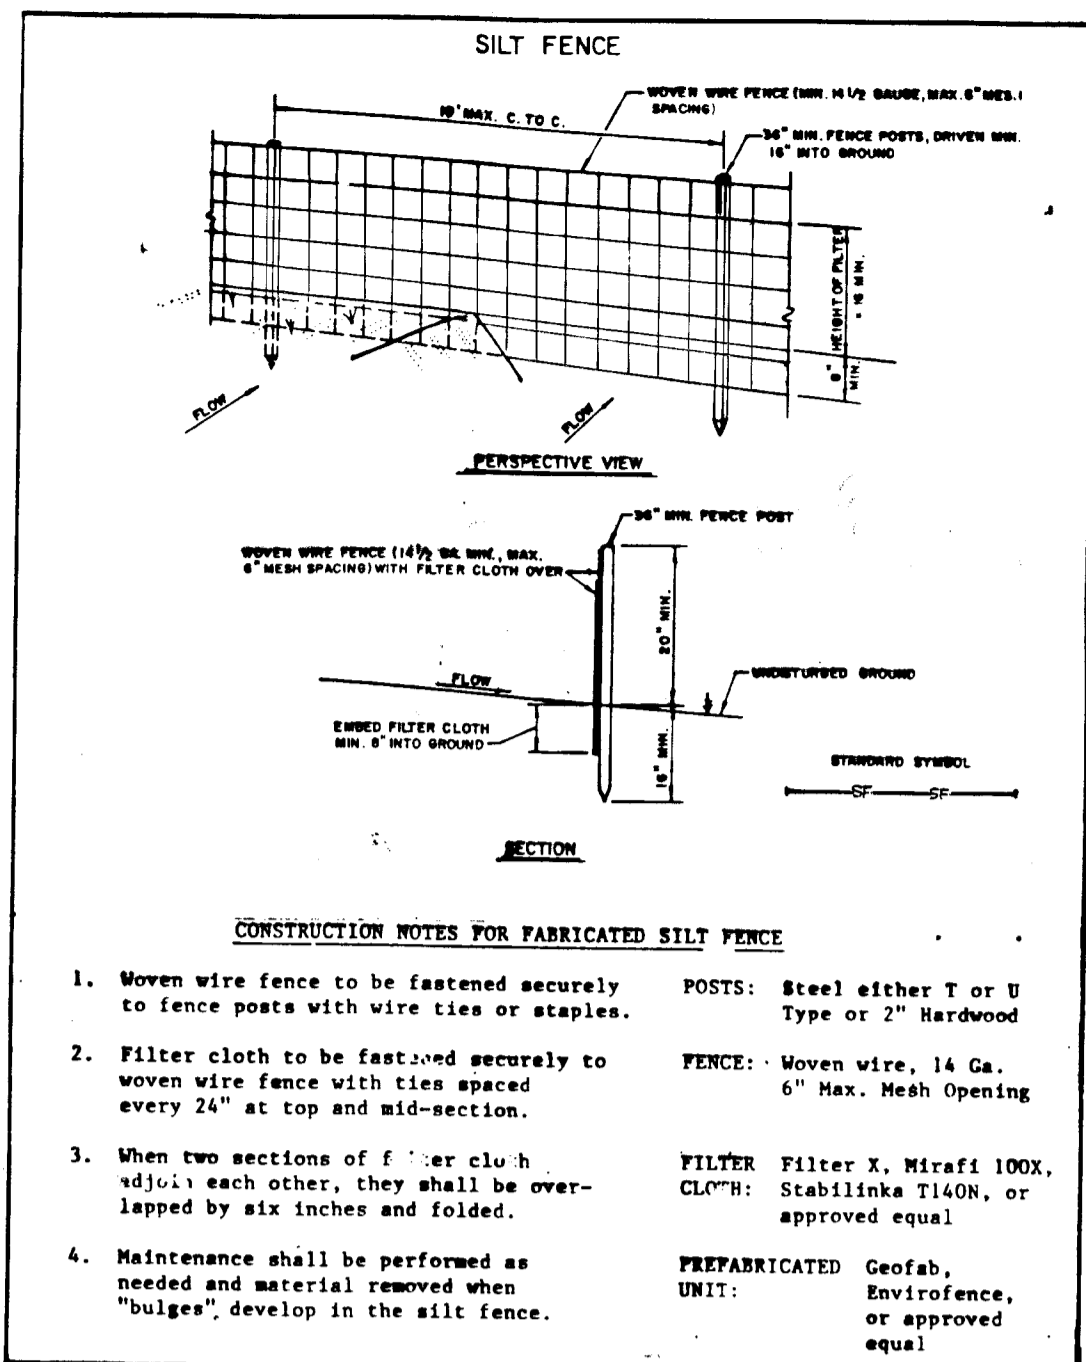 SILT FENCE
WOVEN WIRE FENCE (MIN. 14 1/2 GAUGE, MAX. 6" MES
SPACING)
10' MAX. C. TO C.
36" MIN. FENCE POSTS, DRIVEN MIN.
16" INTO GROUND
HEIGHT OF FILTER
= 16 MIN.
8"
MIN.
FLOW
FLOW
PERSPECTIVE VIEW
36" MIN. FENCE POST
WOVEN WIRE FENCE (14 1/2 GA. MIN., MAX.
6" MESH SPACING) WITH FILTER CLOTH OVER
20" MIN.
FLOW
UNDISTURBED GROUND
EMBED FILTER CLOTH
MIN. 8" INTO GROUND
16" MIN.
STANDARD SYMBOL
SF SF
SECTION
CONSTRUCTION NOTES FOR FABRICATED SILT FENCE
1. Woven wire fence to be fastened securely
to fence posts with wire ties or staples.
2. Filter cloth to be fastened securely to
woven wire fence with ties spaced
every 24" at top and mid-section.
3. When two sections of filter cloth
adjoin each other, they shall be over-
lapped by six inches and folded.
4. Maintenance shall be performed as
needed and material removed when
"bulges" develop in the silt fence.
POSTS: Steel either T or U
Type or 2" Hardwood
FENCE: Woven wire, 14 Ga.
6" Max. Mesh Opening
FILTER Filter X, Mirafi 100X,
CLOTH: Stabilinka T140N, or
approved equal
PREFABRICATED Geofab,
UNIT: Envirofence,
or approved
equal